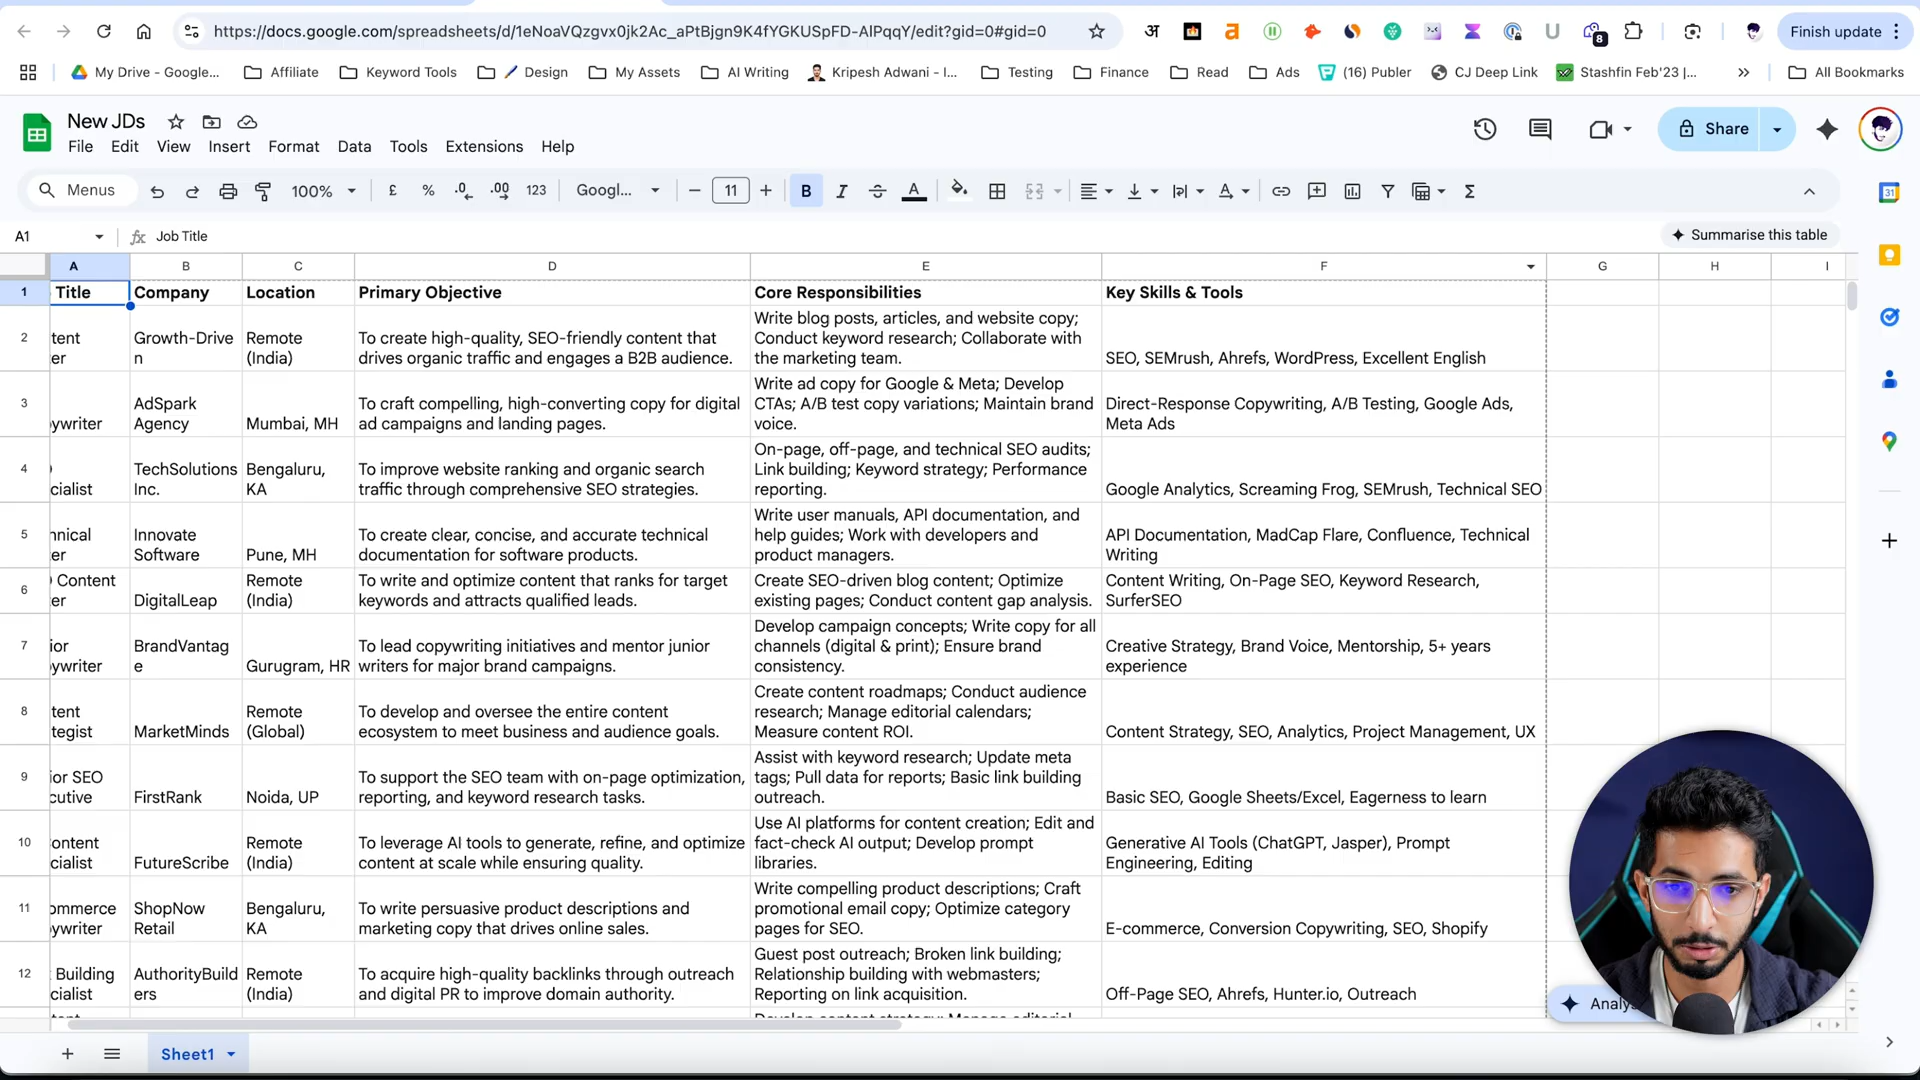 https://docs.google.com/spreadsheets/d/1eNoaVQzgvx0jk2Ac_aPtBjgn9K4fYGKUSpFD-AlPqqY/edit?gid=0#gid=0
अ
8
Finish update
My Drive - Google...
Affiliate
Keyword Tools
Design
My Assets
AI Writing
Kripesh Adwani - I...
Testing
Finance
Read
Ads
(16) Publer
CJ Deep Link
Stashfin Feb'23 |...
All Bookmarks
New JDs
File Edit View Insert Format Data Tools Extensions Help
Share
Menus
100%
£ % .0 .00 123
Googl...
11
B I A
31
A1
fx Job Title
Summarise this table
A B C D E F G H I
1 Title Company Location Primary Objective Core Responsibilities Key Skills & Tools
2
tent
er
Growth-Drive
n
Remote
(India)
To create high-quality, SEO-friendly content that
drives organic traffic and engages a B2B audience.
Write blog posts, articles, and website copy;
Conduct keyword research; Collaborate with
the marketing team.
SEO, SEMrush, Ahrefs, WordPress, Excellent English
3
ywriter
AdSpark
Agency
Mumbai, MH
To craft compelling, high-converting copy for digital
ad campaigns and landing pages.
Write ad copy for Google & Meta; Develop
CTAs; A/B test copy variations; Maintain brand
voice.
Direct-Response Copywriting, A/B Testing, Google Ads,
Meta Ads
4
cialist
TechSolutions
Inc.
Bengaluru,
KA
To improve website ranking and organic search
traffic through comprehensive SEO strategies.
On-page, off-page, and technical SEO audits;
Link building; Keyword strategy; Performance
reporting.
Google Analytics, Screaming Frog, SEMrush, Technical SEO
5
nnical
er
Innovate
Software
Pune, MH
To create clear, concise, and accurate technical
documentation for software products.
Write user manuals, API documentation, and
help guides; Work with developers and
product managers.
API Documentation, MadCap Flare, Confluence, Technical
Writing
6
Content
er
DigitalLeap
Remote
(India)
To write and optimize content that ranks for target
keywords and attracts qualified leads.
Create SEO-driven blog content; Optimize
existing pages; Conduct content gap analysis.
Content Writing, On-Page SEO, Keyword Research,
SurferSEO
7
ior
ywriter
BrandVantag
e
Gurugram, HR
To lead copywriting initiatives and mentor junior
writers for major brand campaigns.
Develop campaign concepts; Write copy for all
channels (digital & print); Ensure brand
consistency.
Creative Strategy, Brand Voice, Mentorship, 5+ years
experience
8
tent
tegist
MarketMinds
Remote
(Global)
To develop and oversee the entire content
ecosystem to meet business and audience goals.
Create content roadmaps; Conduct audience
research; Manage editorial calendars;
Measure content ROI.
Content Strategy, SEO, Analytics, Project Management, UX
9
ior SEO
cutive
FirstRank
Noida, UP
To support the SEO team with on-page optimization,
reporting, and keyword research tasks.
Assist with keyword research; Update meta
tags; Pull data for reports; Basic link building
outreach.
Basic SEO, Google Sheets/Excel, Eagerness to learn
10
ontent
cialist
FutureScribe
Remote
(India)
To leverage AI tools to generate, refine, and optimize
content at scale while ensuring quality.
Use AI platforms for content creation; Edit and
fact-check AI output; Develop prompt
libraries.
Generative AI Tools (ChatGPT, Jasper), Prompt
Engineering, Editing
11
ommerce
ywriter
ShopNow
Retail
Bengaluru,
KA
To write persuasive product descriptions and
marketing copy that drives online sales.
Write compelling product descriptions; Craft
promotional email copy; Optimize category
pages for SEO.
E-commerce, Conversion Copywriting, SEO, Shopify
12
Building
cialist
AuthorityBuild
ers
Remote
(India)
To acquire high-quality backlinks through outreach
and digital PR to improve domain authority.
Guest post outreach; Broken link building;
Relationship building with webmasters;
Reporting on link acquisition.
Off-Page SEO, Ahrefs, Hunter.io, Outreach
Sheet1